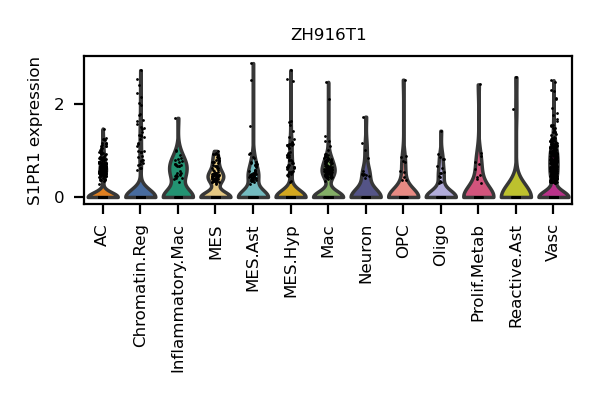 ZH916T1
S1PR1 expression
2
0
AC
Chromatin.Reg
Inflammatory.Mac
MES
MES.Ast
MES.Hyp
Mac
Neuron
OPC
Oligo
Prolif.Metab
Reactive.Ast
Vasc